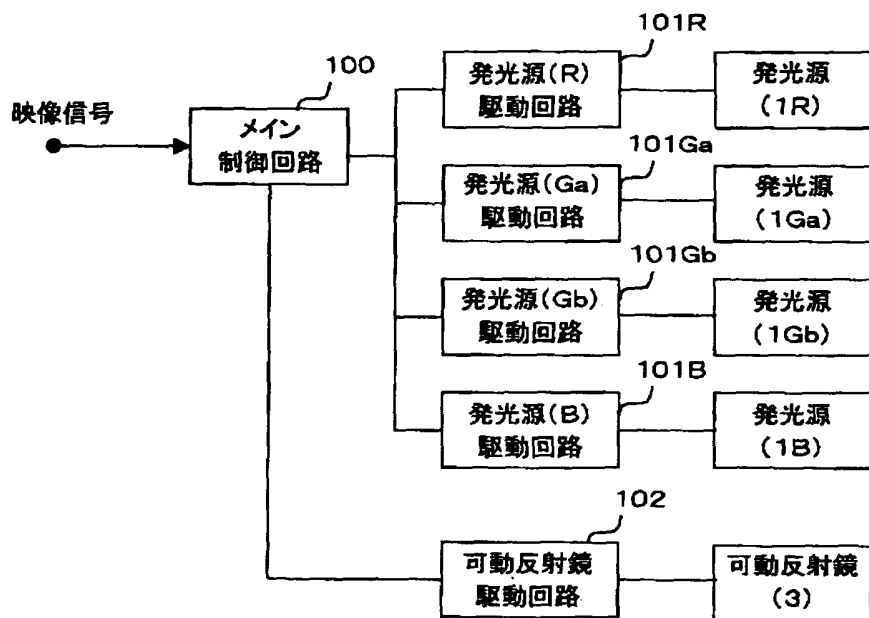 映像信号
100
メイン
制御回路
101R
発光源(R)
駆動回路
発光源
(1R)
101Ga
発光源(Ga)
駆動回路
発光源
(1Ga)
101Gb
発光源(Gb)
駆動回路
発光源
(1Gb)
101B
発光源(B)
駆動回路
発光源
(1B)
102
可動反射鏡
駆動回路
可動反射鏡
(3)